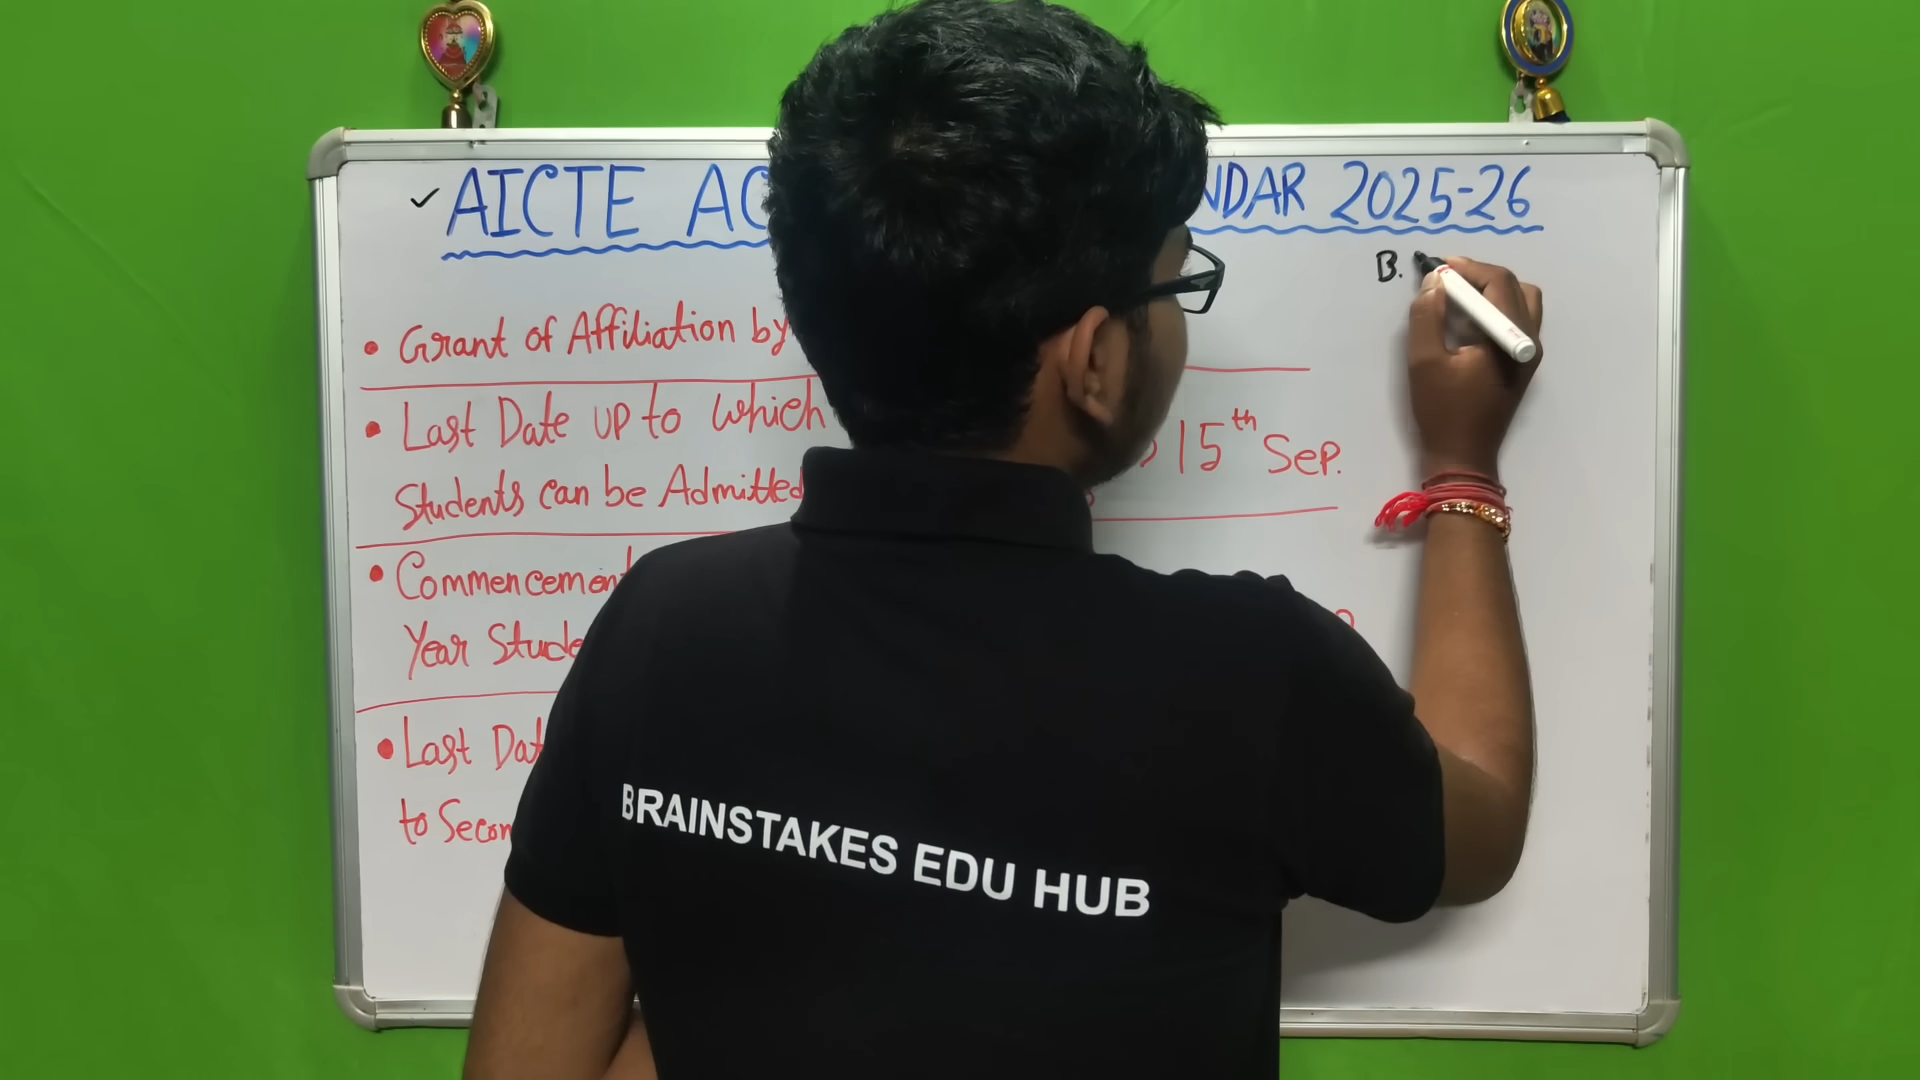 ✓ AICTE AC NDAR 2025-26
B.
• Grant of Affiliation by
• Last Date up to which
Students can be Admitted
15th Sep.
• Commencement
Year Stude
• Last Dat
to Secon
BRAINSTAKES EDU HUB